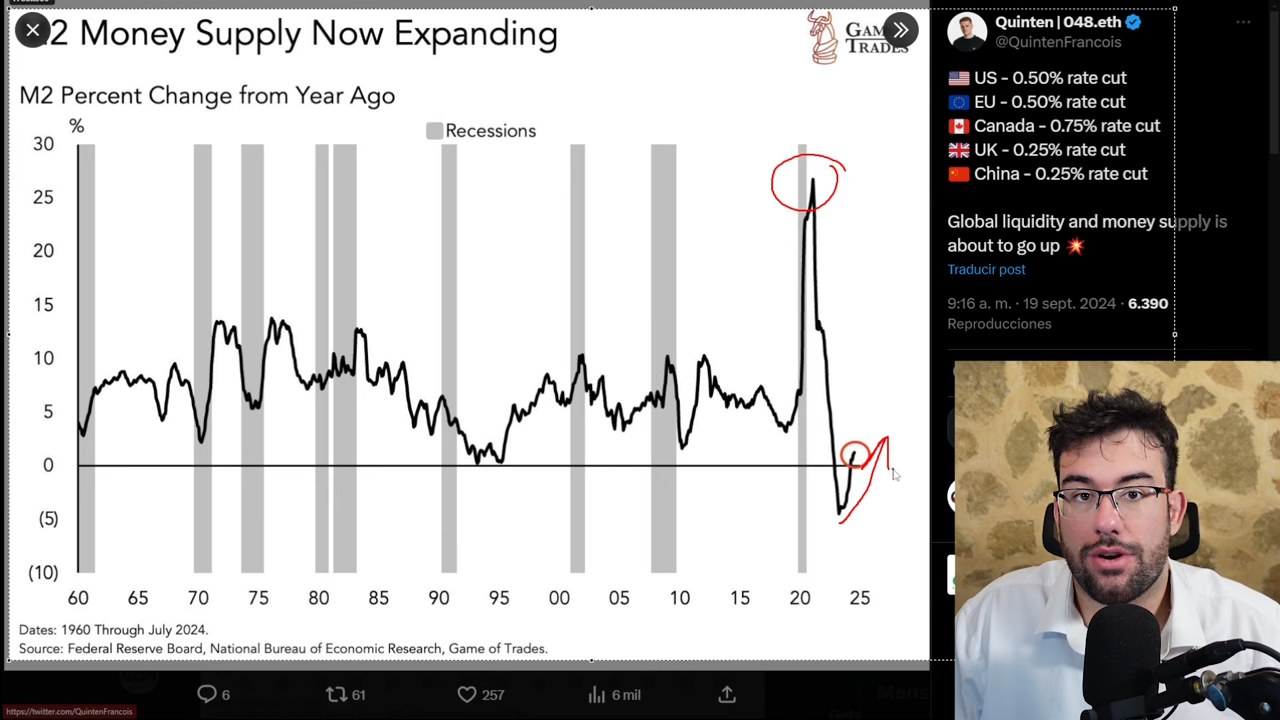 2 Money Supply Now Expanding
GAME
TRADES
M2 Percent Change from Year Ago
%
Recessions
30
25
20
15
10
5
0
(5)
(10)
60 65 70 75 80 85 90 95 00 05 10 15 20 25
Dates: 1960 Through July 2024.
Source: Federal Reserve Board, National Bureau of Economic Research, Game of Trades.
6 61 257 6 mil
https://twitter.com/QuintenFrancois
Quinten | 048.eth
@QuintenFrancois
US - 0.50% rate cut
EU - 0.50% rate cut
Canada - 0.75% rate cut
UK - 0.25% rate cut
China - 0.25% rate cut
Global liquidity and money supply is
about to go up
Traducir post
9:16 a. m. · 19 sept. 2024 · 6.390
Reproducciones